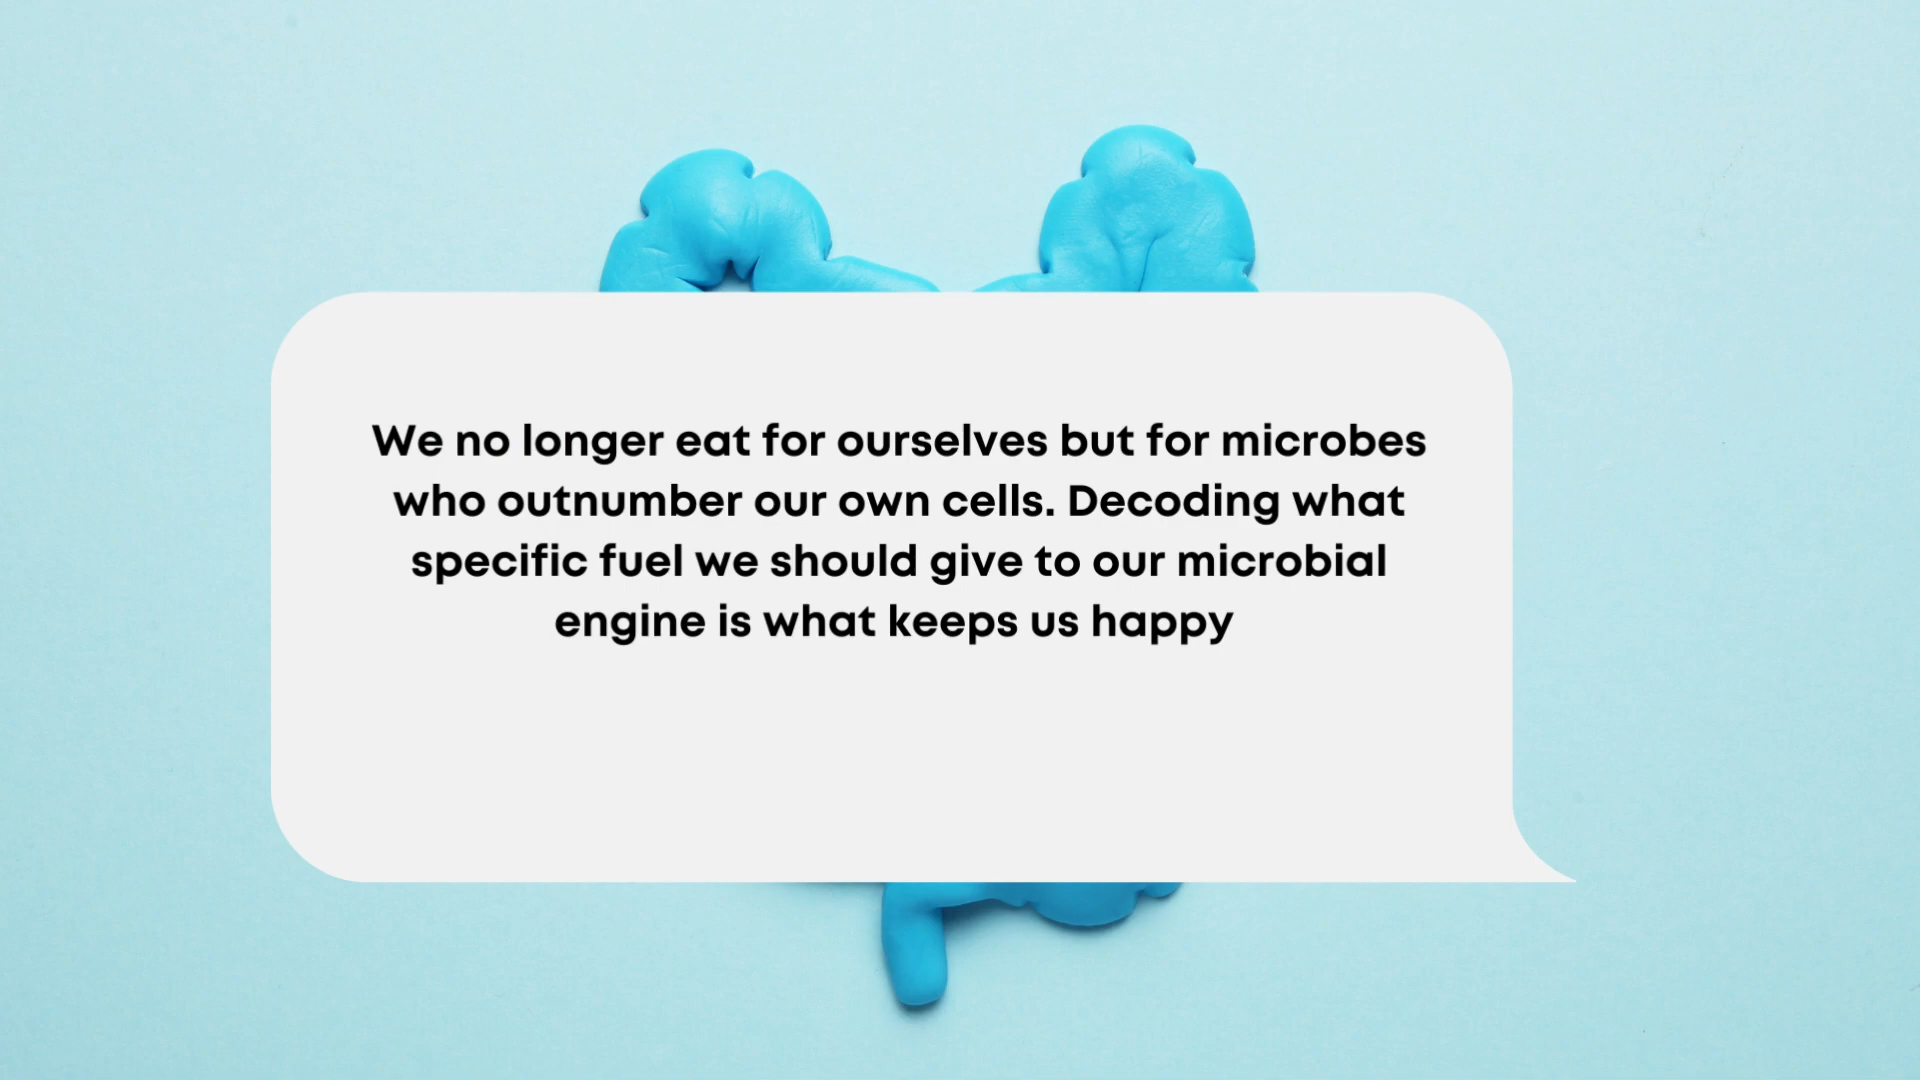 We no longer eat for ourselves but for microbes
who outnumber our own cells. Decoding what
specific fuel we should give to our microbial
engine is what keeps us happy